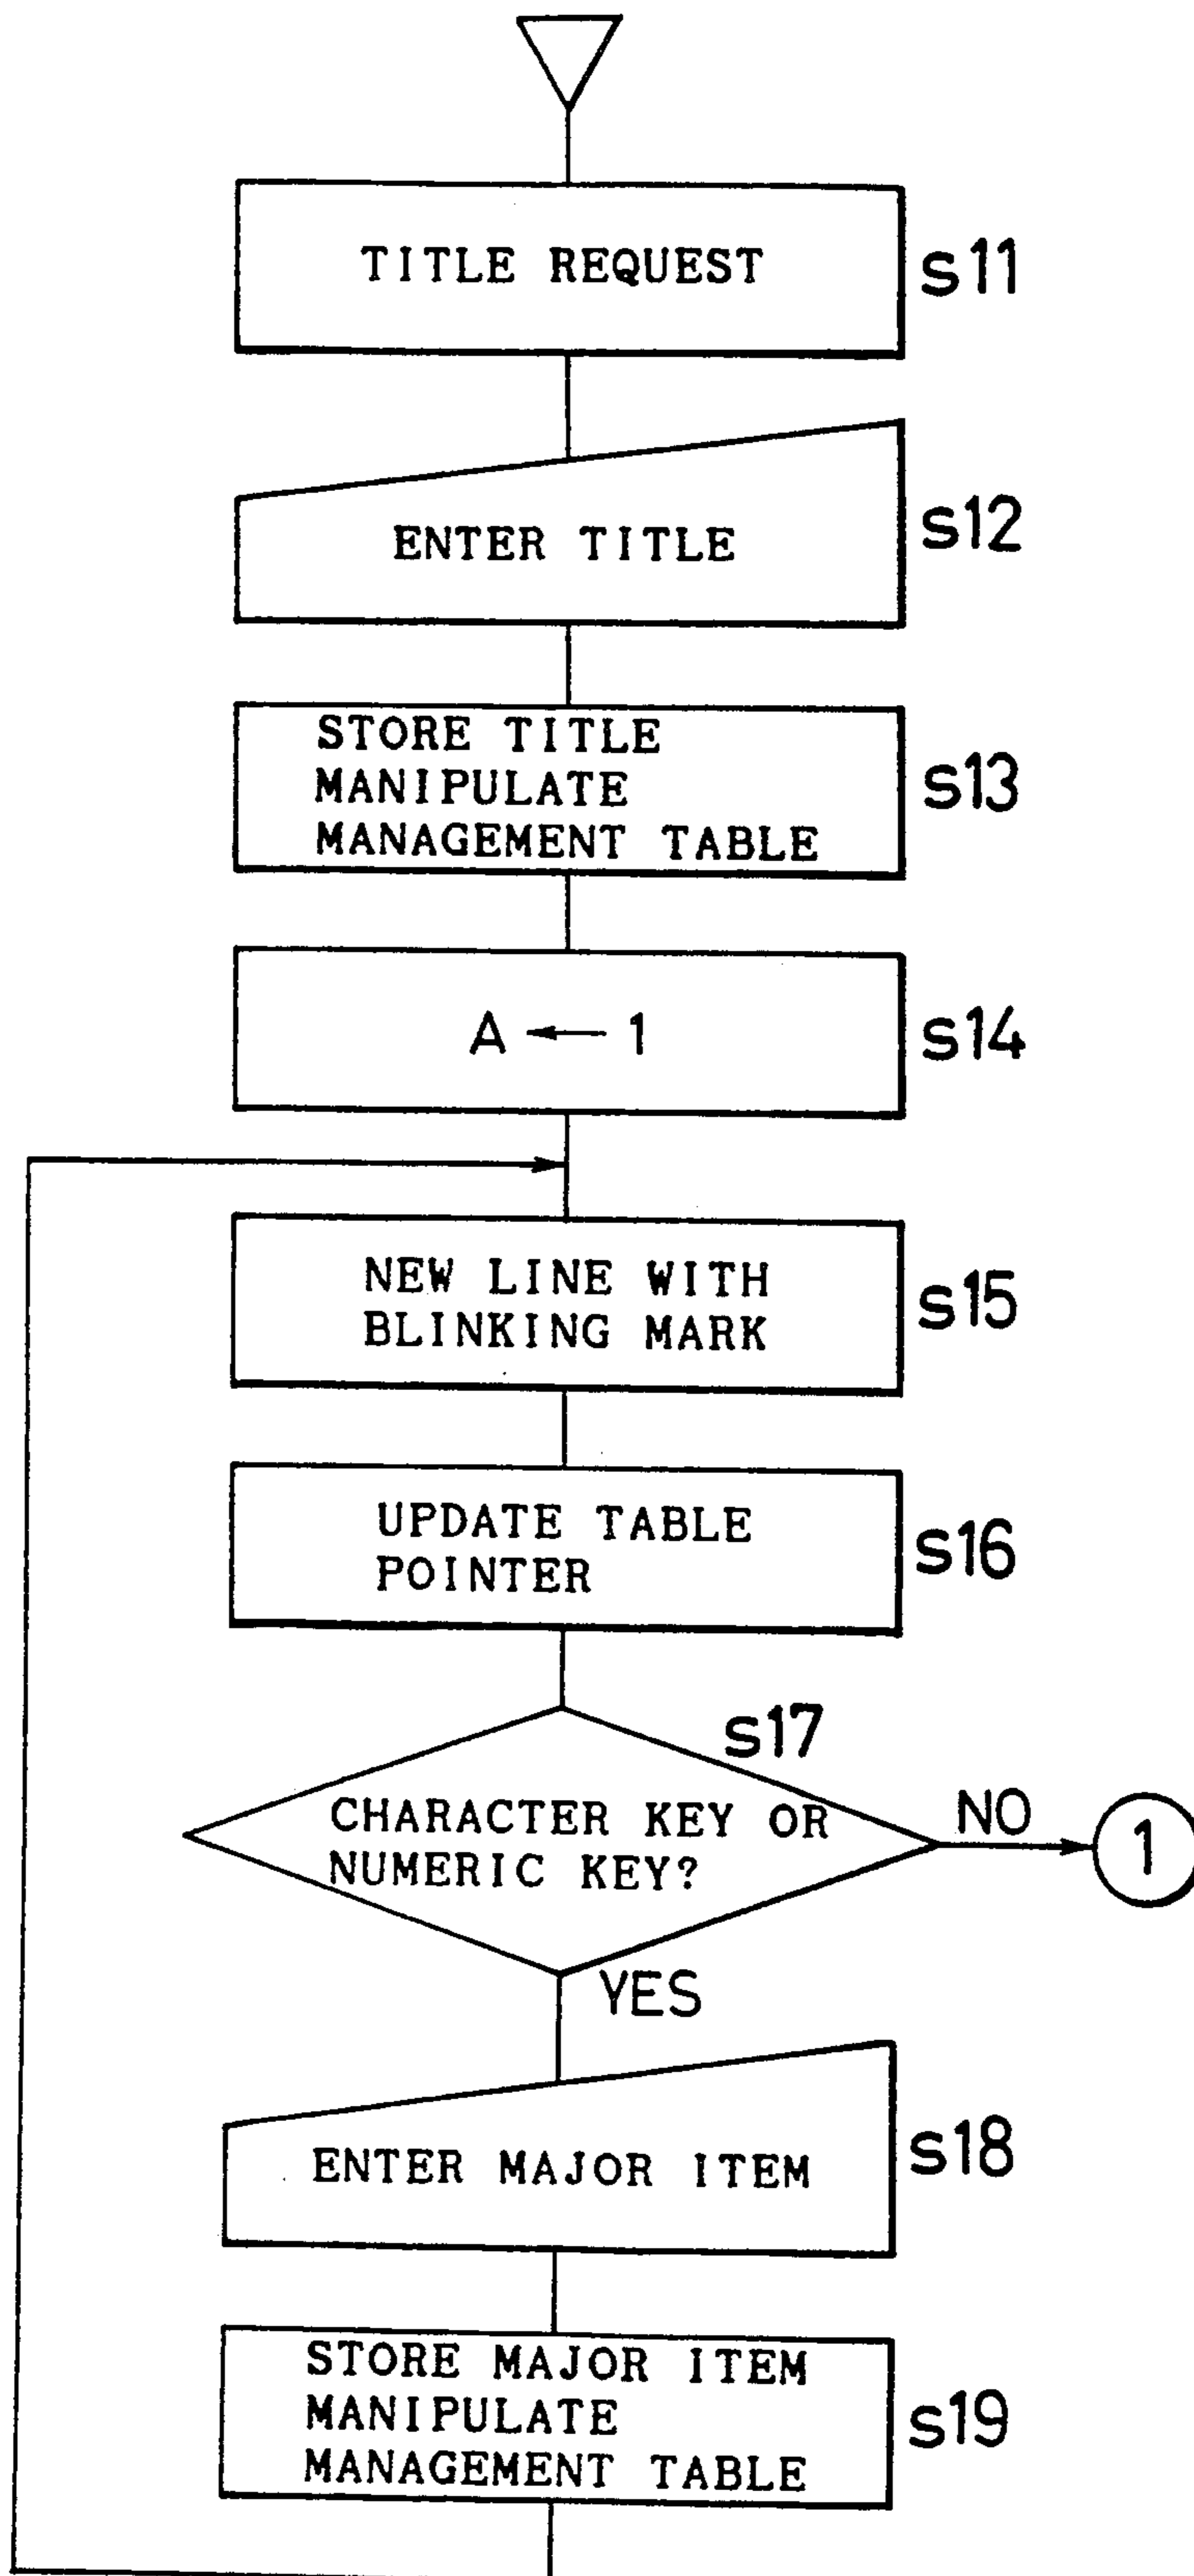 TITLE REQUEST
s11
s12
ENTER TITLE
STORE TITLE
MANIPULATE
MANAGEMENT TABLE
s13
A ← 1
s14
NEW LINE WITH
BLINKING MARK
s15
UPDATE TABLE
POINTER
s16
s17
CHARACTER KEY OR
NUMERIC KEY?
NO
1
YES
ENTER MAJOR ITEM
s18
STORE MAJOR ITEM
MANIPULATE
MANAGEMENT TABLE
s19